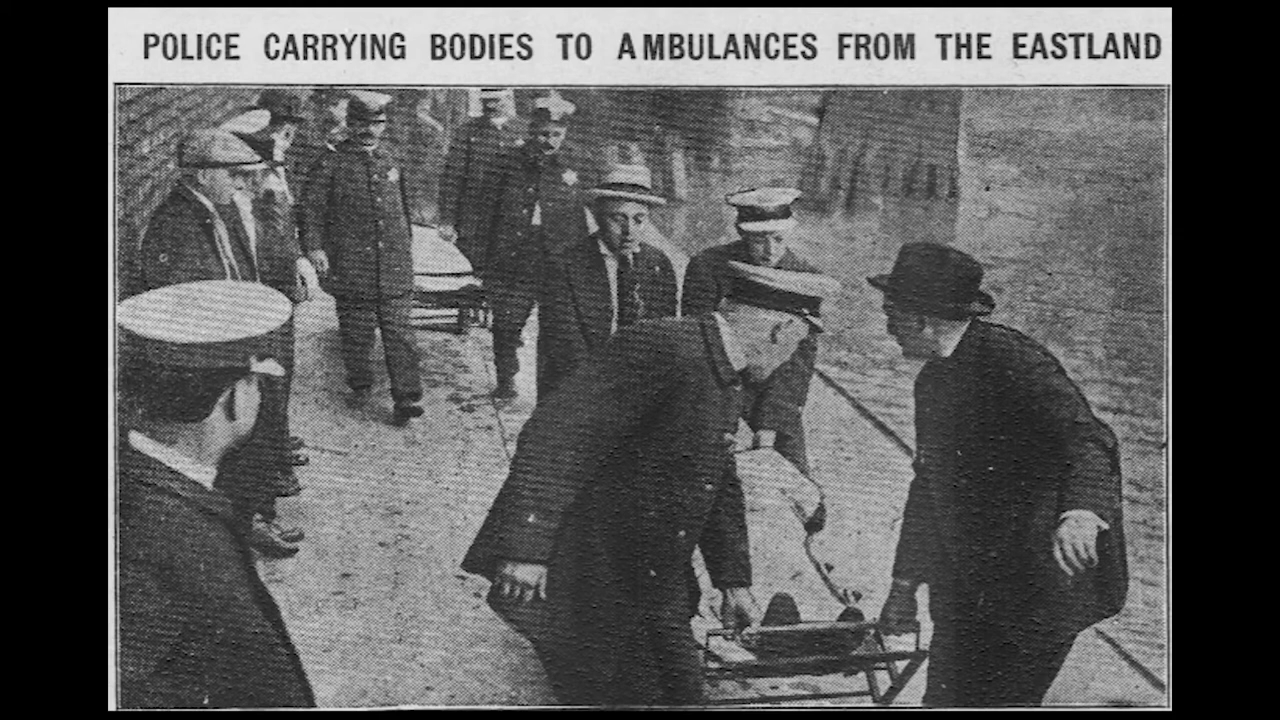 POLICE CARRYING BODIES TO AMBULANCES FROM THE EASTLAND